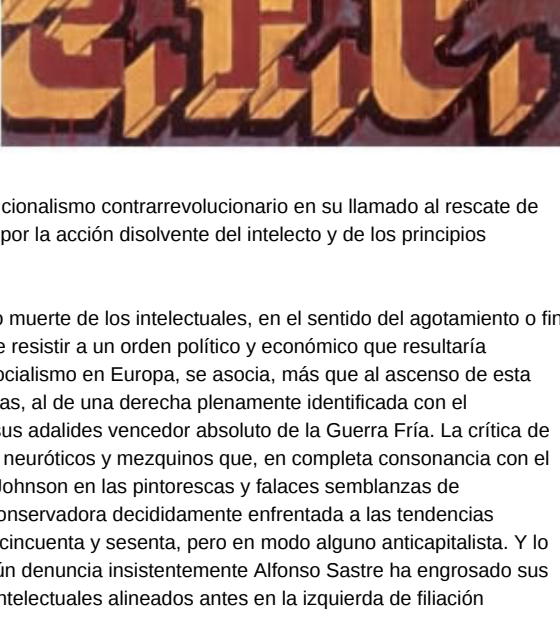 cionalismo contrarrevolucionario en su llamado al rescate de
por la acción disolvente del intelecto y de los principios
o muerte de los intelectuales, en el sentido del agotamiento o fin
e resistir a un orden político y económico que resultaría
ocialismo en Europa, se asocia, más que al ascenso de esta
as, al de una derecha plenamente identificada con el
sus adalides vencedor absoluto de la Guerra Fría. La crítica de
neuróticos y mezquinos que, en completa consonancia con el
Johnson en las pintorescas y falaces semblanzas de
onservadora decididamente enfrentada a las tendencias
cincuenta y sesenta, pero en modo alguno anticapitalista. Y lo
ún denuncia insistentemente Alfonso Sastre ha engrosado sus
ntelectuales alineados antes en la izquierda de filiación